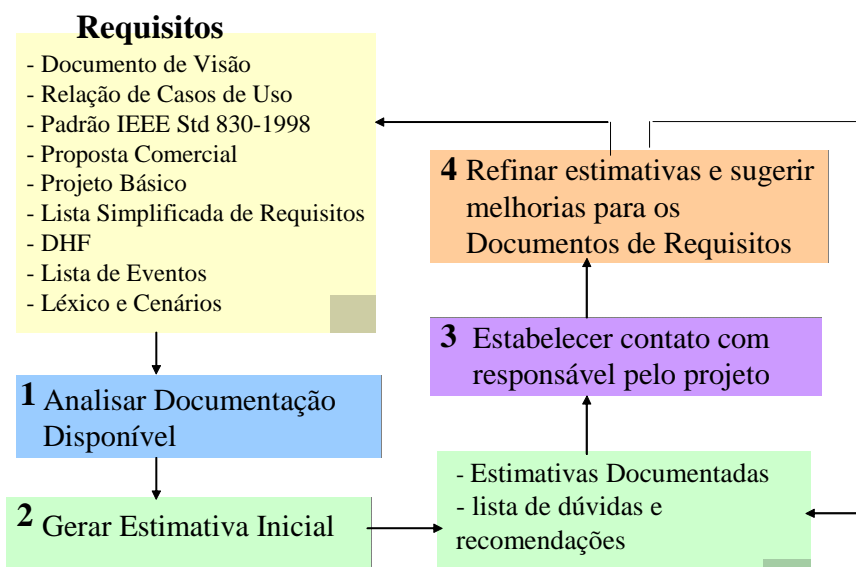 Requisitos
- Documento de Visão
- Relação de Casos de Uso
- Padrão IEEE Std 830-1998
- Proposta Comercial
- Projeto Básico
- Lista Simplificada de Requisitos
- DHF
- Lista de Eventos
- Léxico e Cenários
1 Analisar Documentação
Disponível
2 Gerar Estimativa Inicial
- Estimativas Documentadas
- lista de dúvidas e
recomendações
3 Estabelecer contato com
responsável pelo projeto
4 Refinar estimativas e sugerir
melhorias para os
Documentos de Requisitos